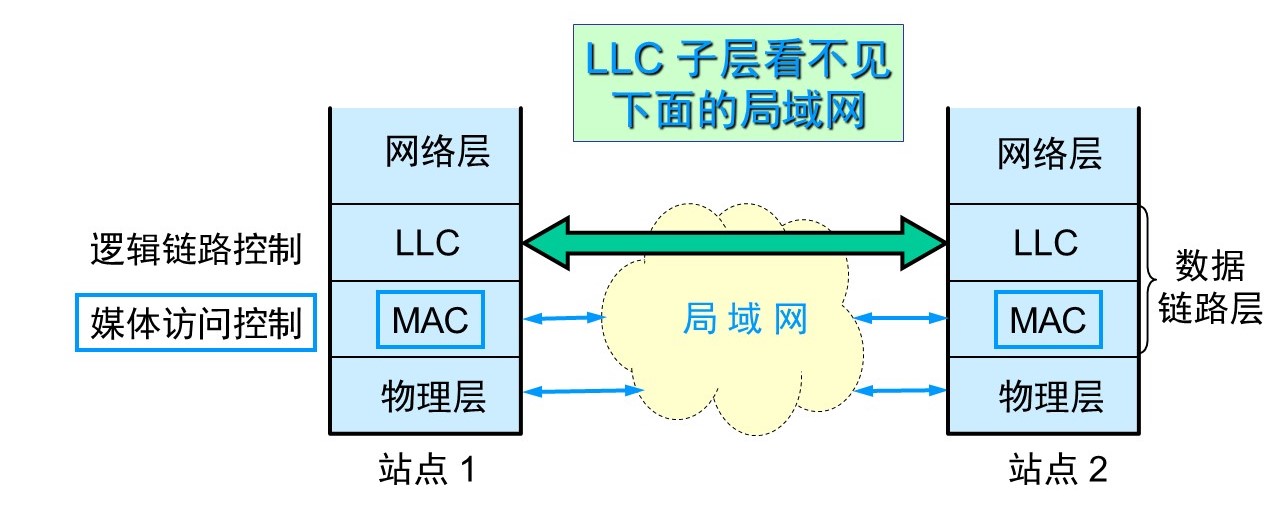 LLC 子层看不见
下面的局域网
网络层
网络层
逻辑链路控制
LLC
LLC
数据
链路层
媒体访问控制
MAC
局域网
MAC
物理层
物理层
站点 1
站点 2